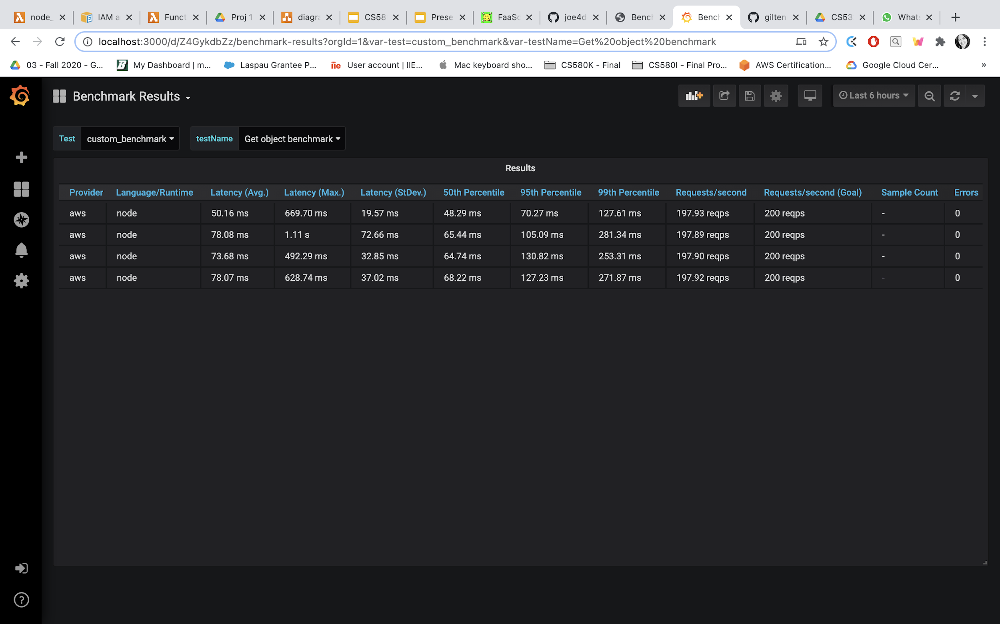 node_ IAM a Funct Proj 1 diagra CS58 Prese FaaSc joe4d Bench Bench gilten CS53 Whats
localhost:3000/d/Z4GykdbZz/benchmark-results?orgId=1&var-test=custom_benchmark&var-testName=Get%20object%20benchmark
03 - Fall 2020 - G... My Dashboard | m... Laspau Grantee P... iie User account | IIE... Mac keyboard sho... CS580K - Final CS580I - Final Pro... AWS Certification... Google Cloud Cer... »
Benchmark Results
Last 6 hours
Test custom_benchmark testName Get object benchmark
Results
Provider Language/Runtime Latency (Avg.) Latency (Max.) Latency (StDev.) 50th Percentile 95th Percentile 99th Percentile Requests/second Requests/second (Goal) Sample Count Errors
aws node 50.16 ms 669.70 ms 19.57 ms 48.29 ms 70.27 ms 127.61 ms 197.93 reqps 200 reqps - 0
aws node 78.08 ms 1.11 s 72.66 ms 65.44 ms 105.09 ms 281.34 ms 197.89 reqps 200 reqps - 0
aws node 73.68 ms 492.29 ms 32.85 ms 64.74 ms 130.82 ms 253.31 ms 197.90 reqps 200 reqps - 0
aws node 78.07 ms 628.74 ms 37.02 ms 68.22 ms 127.23 ms 271.87 ms 197.92 reqps 200 reqps - 0